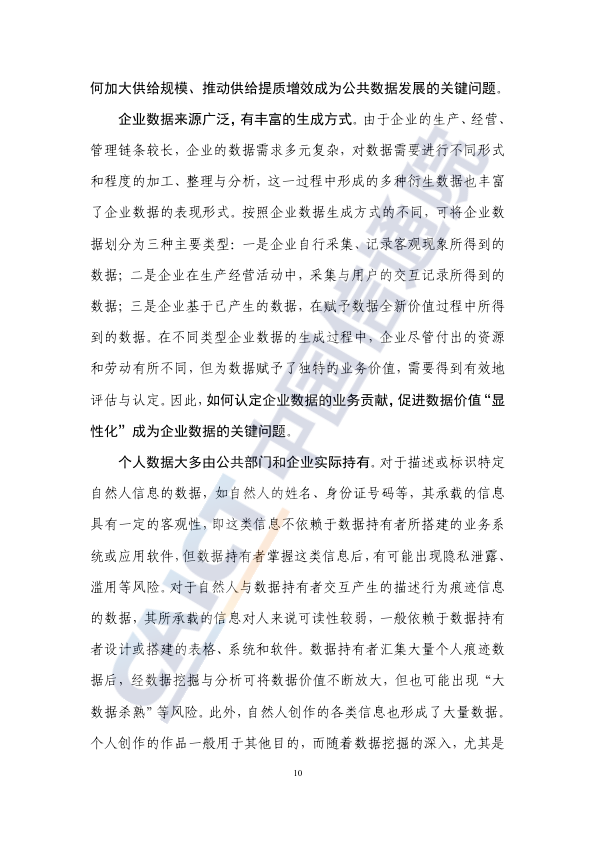 何加大供给规模、推动供给提质增效成为公共数据发展的关键问题。
企业数据来源广泛，有丰富的生成方式。由于企业的生产、经营、
管理链条较长，企业的数据需求多元复杂，对数据需要进行不同形式
和程度的加工、整理与分析，这一过程中形成的多种衍生数据也丰富
了企业数据的表现形式。按照企业数据生成方式的不同，可将企业数
据划分为三种主要类型：一是企业自行采集、记录客观现象所得到的
数据；二是企业在生产经营活动中，采集与用户的交互记录所得到的
数据；三是企业基于已产生的数据，在赋予数据全新价值过程中所得
到的数据。在不同类型企业数据的生成过程中，企业尽管付出的资源
和劳动有所不同，但为数据赋予了独特的业务价值，需要得到有效地
评估与认定。因此，如何认定企业数据的业务贡献，促进数据价值“显
性化”成为企业数据的关键问题。
个人数据大多由公共部门和企业实际持有。对于描述或标识特定
自然人信息的数据，如自然人的姓名、身份证号码等，其承载的信息
具有一定的客观性，即这类信息不依赖于数据持有者所搭建的业务系
统或应用软件，但数据持有者掌握这类信息后，有可能出现隐私泄露、
滥用等风险。对于自然人与数据持有者交互产生的描述行为痕迹信息
的数据，其所承载的信息对人来说可读性较弱，一般依赖于数据持有
者设计或搭建的表格、系统和软件。数据持有者汇集大量个人痕迹数
据后，经数据挖掘与分析可将数据价值不断放大，但也可能出现“大
数据杀熟”等风险。此外，自然人创作的各类信息也形成了大量数据。
个人创作的作品一般用于其他目的，而随着数据挖掘的深入，尤其是
10
CAICT 中国信通院